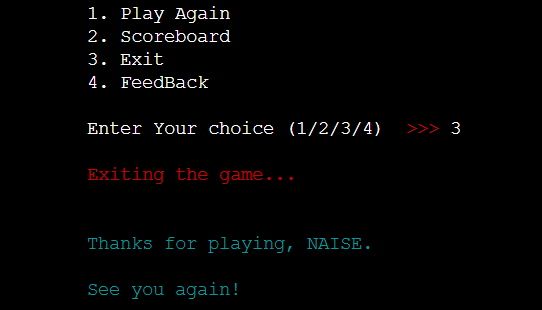 1. Play Again
2. Scoreboard
3. Exit
4. FeedBack
Enter Your choice (1/2/3/4)  >>> 3
Exiting the game...
Thanks for playing, NAISE.
See you again!